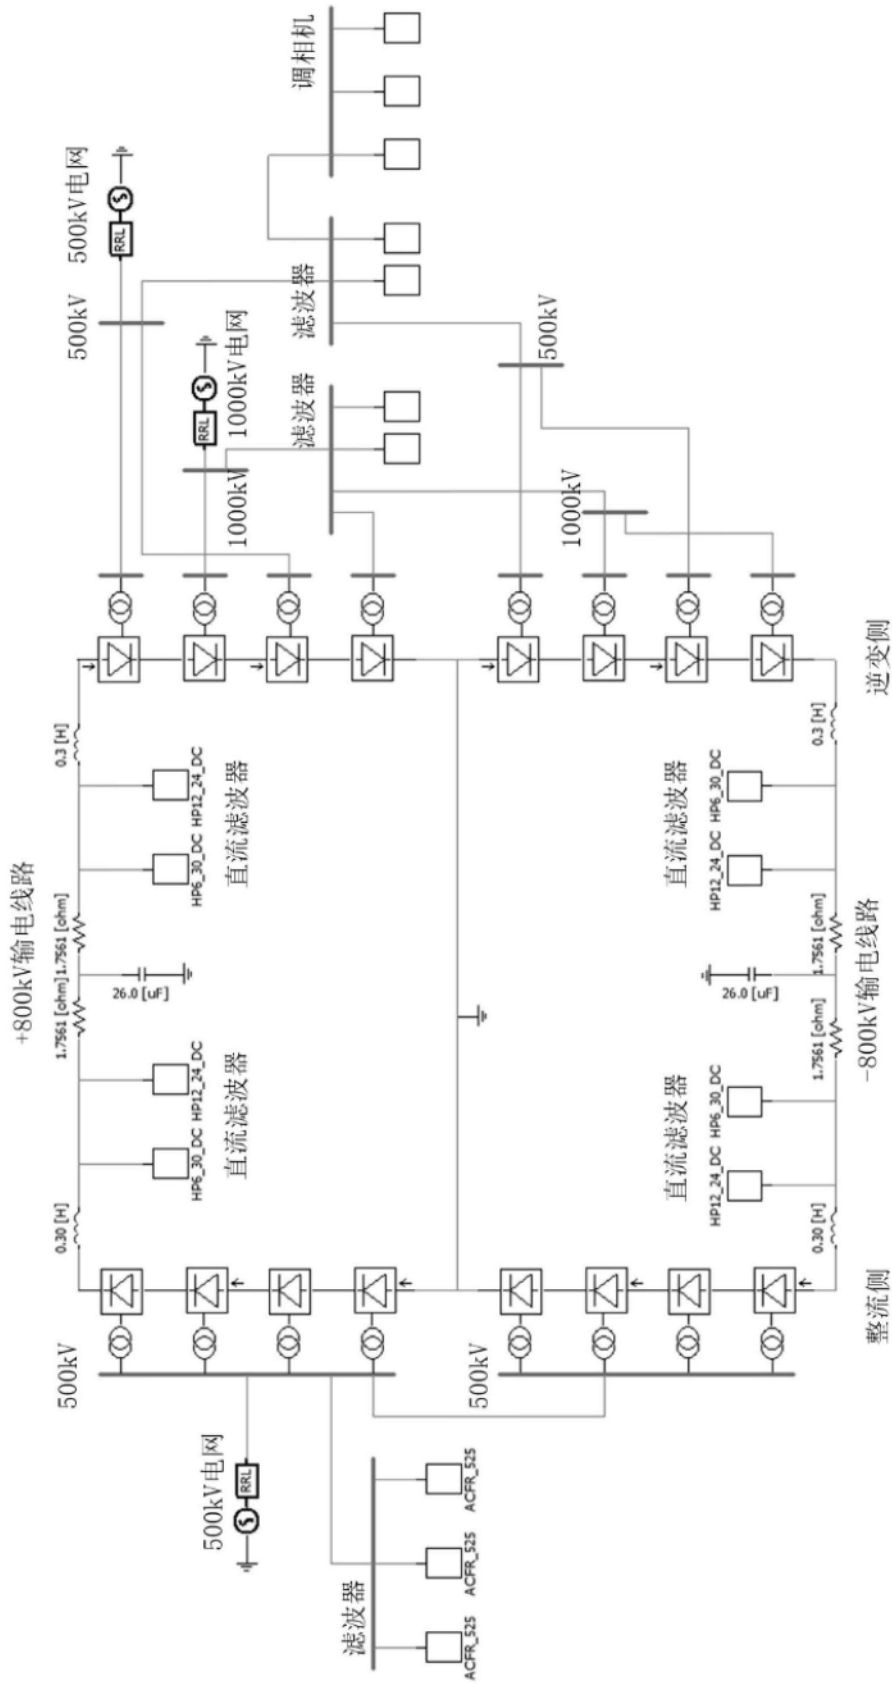 调相机
500kV电网
RRL
500kV
滤波器
1000kV电网
RRL
1000kV
滤波器
500kV
1000kV
逆变侧
0.3 [H]
HP12_24_DC
HP6_30_DC
直流滤波器
0.3 [H]
HP6_30_DC
HP12_24_DC
直流滤波器
+800kV输电线路
1.7561 [ohm]
1.7561 [ohm]
26.0 [uF]
-800kV输电线路
1.7561 [ohm]
1.7561 [ohm]
26.0 [uF]
HP12_24_DC
HP6_30_DC
直流滤波器
0.30 [H]
HP6_30_DC
HP12_24_DC
直流滤波器
0.30 [H]
整流侧
500kV
500kV
500kV电网
RRL
滤波器
ACFR_525
ACFR_525
ACFR_525